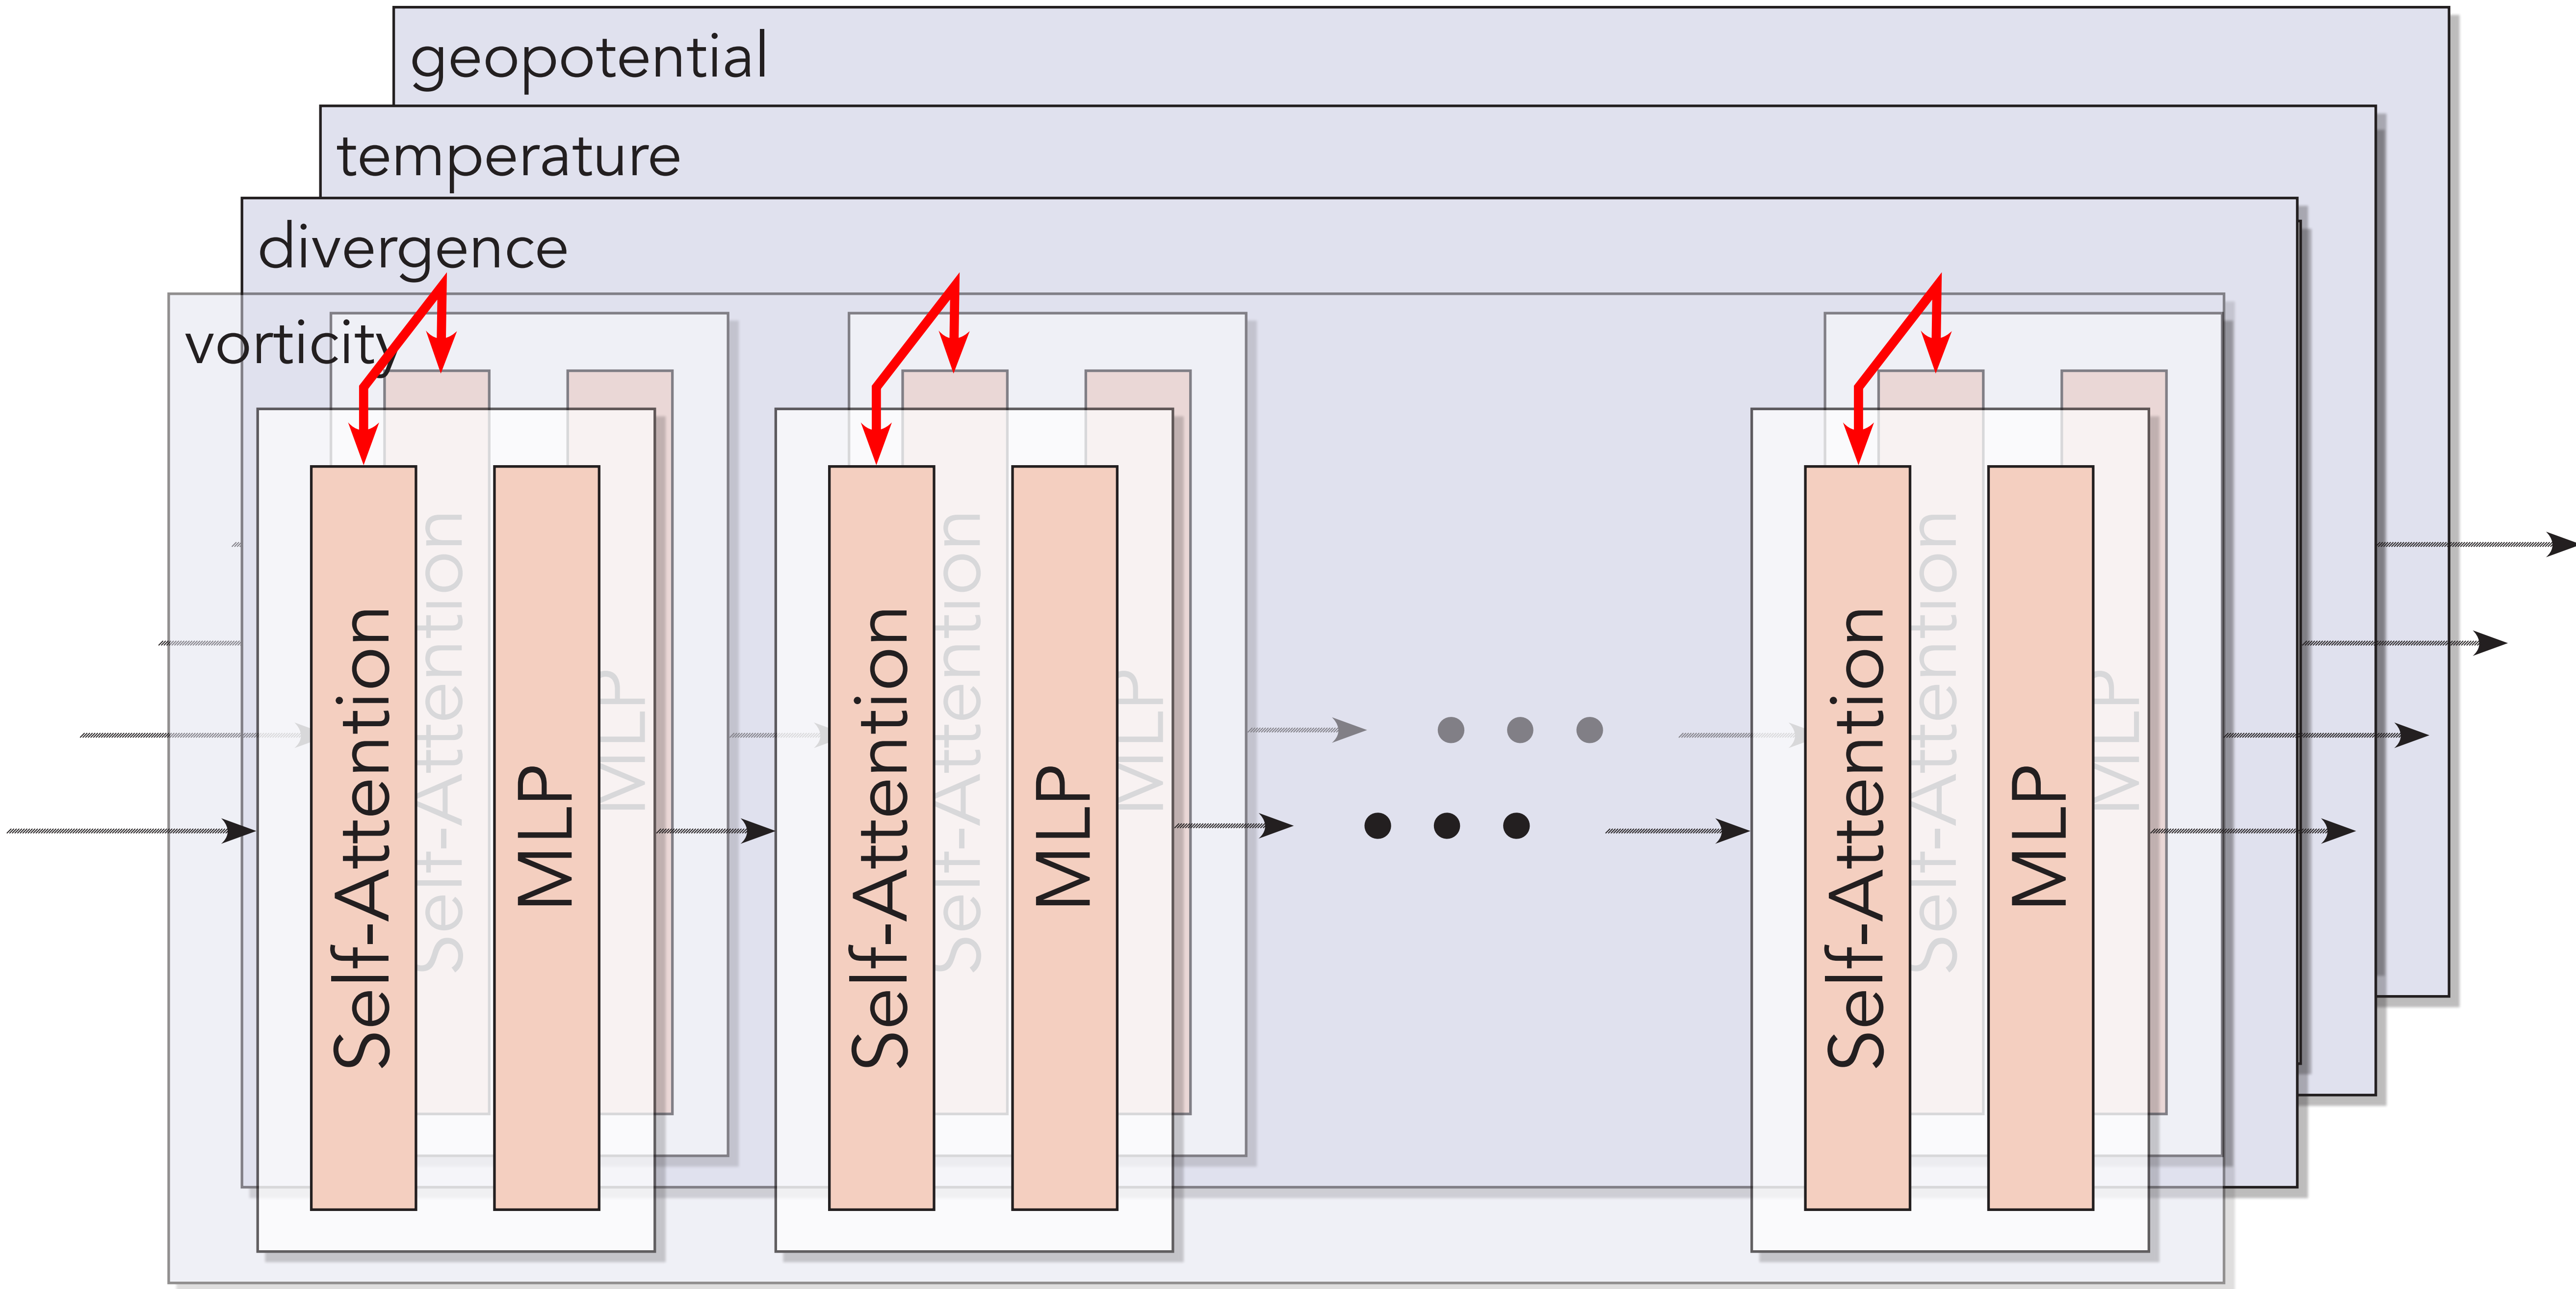 geopotential
temperature
divergence
vorticity
Self-Attention
Self-Attention
MLP
MLP
Self-Attention
Self-Attention
MLP
MLP
Self-Attention
Self-Attention
MLP
MLP